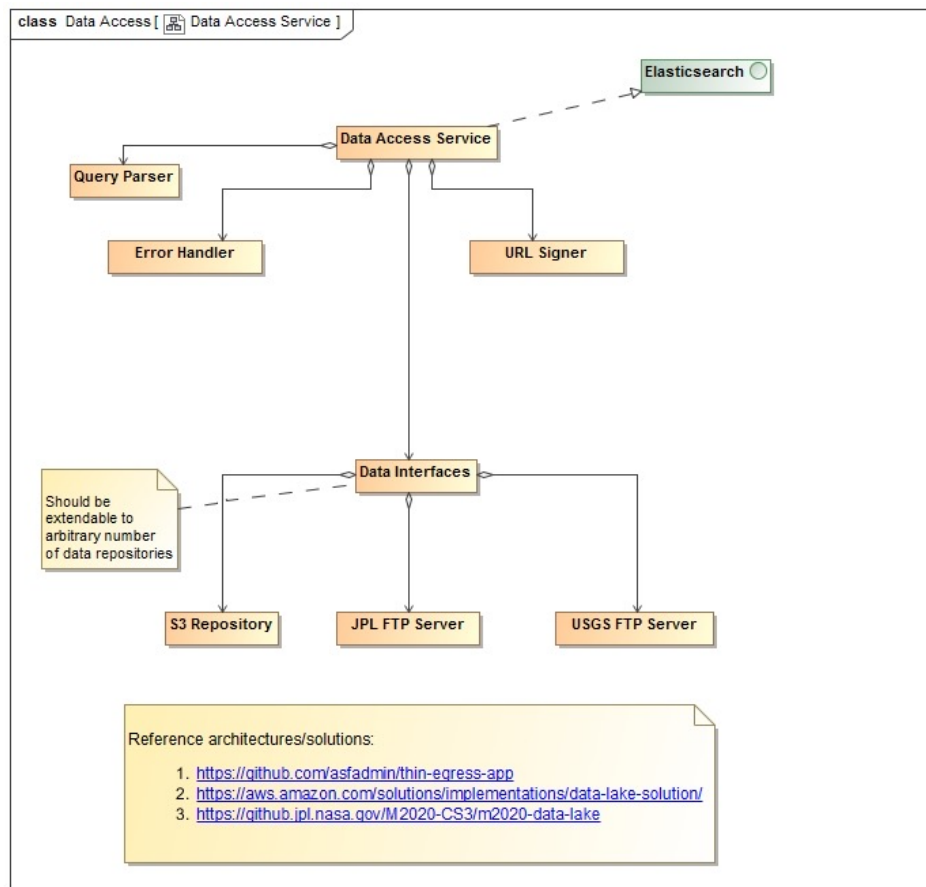 class Data Access [ Data Access Service ]
Elasticsearch
Data Access Service
Query Parser
Error Handler
URL Signer
Data Interfaces
Should be
extendable to
arbitrary number
of data repositories
S3 Repository
JPL FTP Server
USGS FTP Server
Reference architectures/solutions:
1. https://github.com/asfadmin/thin-egress-app
2. https://aws.amazon.com/solutions/implementations/data-lake-solution/
3. https://github.jpl.nasa.gov/M2020-CS3/m2020-data-lake